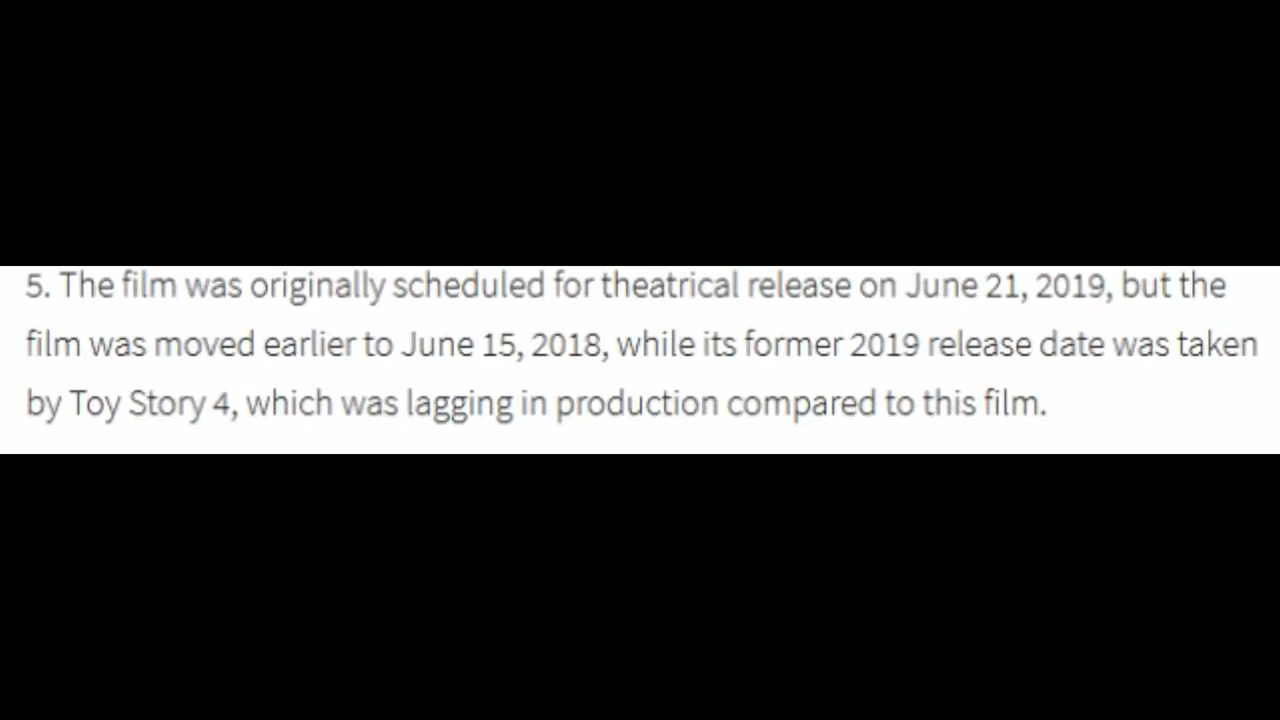 5. The film was originally scheduled for theatrical release on June 21, 2019, but the
film was moved earlier to June 15, 2018, while its former 2019 release date was taken
by Toy Story 4, which was lagging in production compared to this film.